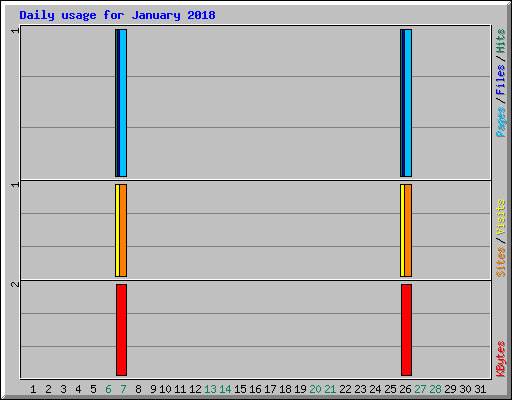 Daily usage for January 2018
1
Pages/Files/Hits
1
Sites/Visits
2
KBytes
1 2 3 4 5 6 7 8 9 10 11 12 13 14 15 16 17 18 19 20 21 22 23 24 25 26 27 28 29 30 31